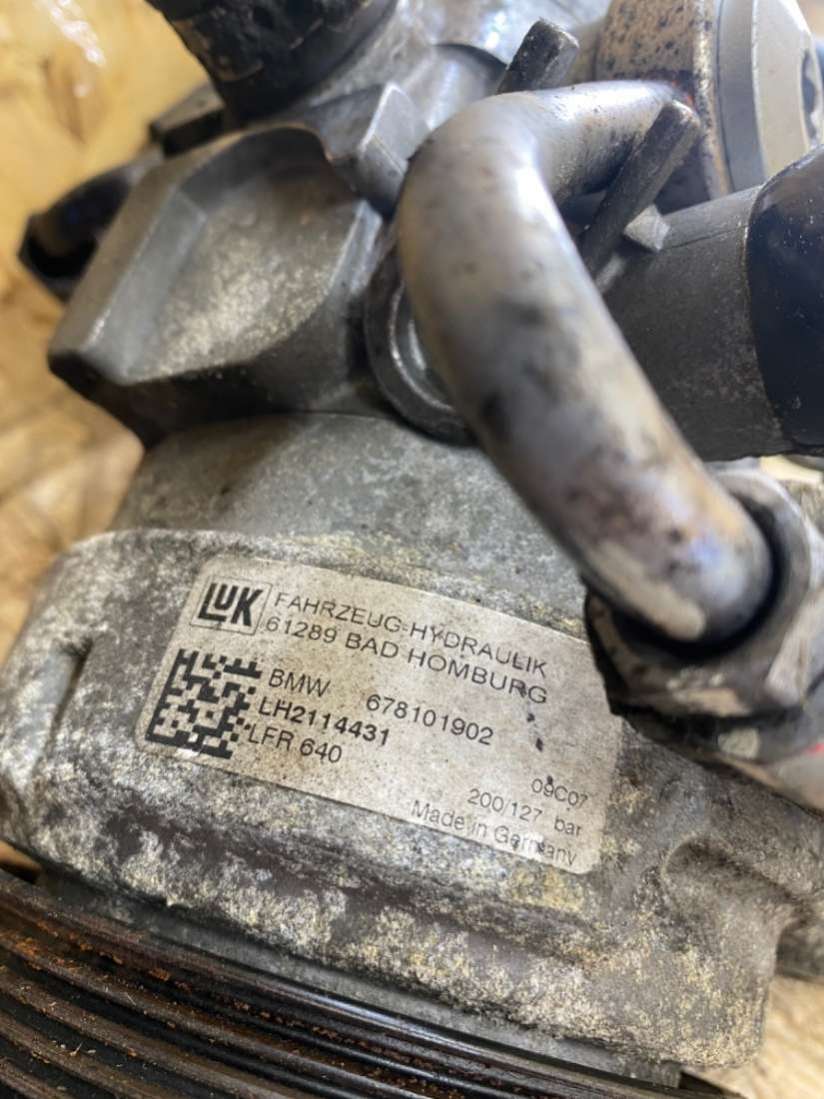 LUK
FAHRZEUG-HYDRAULIK
61289 BAD HOMBURG
BMW 678101902
LH2114431
LFR 640
09C07
200/127 bar
Made in Germany